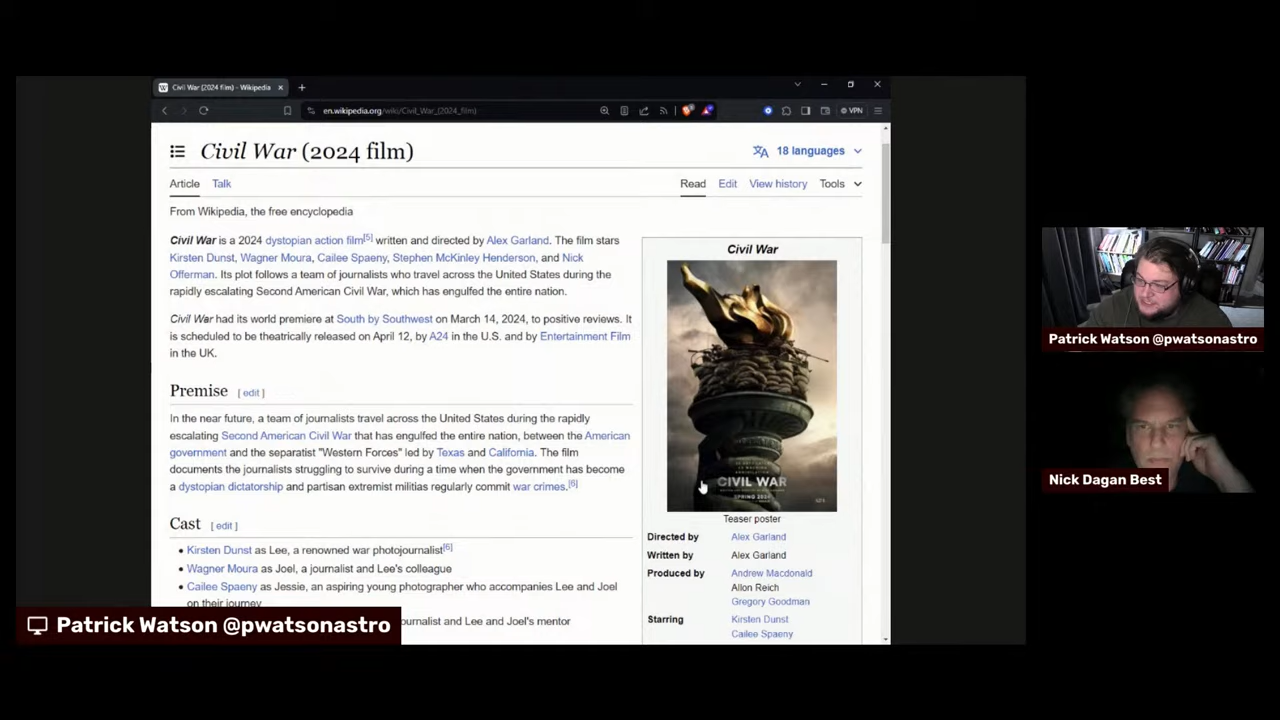 Civil War (2024 film) - Wikipedia
en.wikipedia.org/wiki/Civil_War_(2024_film)
VPN
Civil War (2024 film)
18 languages
Article Talk
Read Edit View history Tools
From Wikipedia, the free encyclopedia
Civil War is a 2024 dystopian action film[5] written and directed by Alex Garland. The film stars
Kirsten Dunst, Wagner Moura, Cailee Spaeny, Stephen McKinley Henderson, and Nick
Offerman. Its plot follows a team of journalists who travel across the United States during the
rapidly escalating Second American Civil War, which has engulfed the entire nation.
Civil War had its world premiere at South by Southwest on March 14, 2024, to positive reviews. It
is scheduled to be theatrically released on April 12, by A24 in the U.S. and by Entertainment Film
in the UK.
Premise [ edit ]
In the near future, a team of journalists travel across the United States during the rapidly
escalating Second American Civil War that has engulfed the entire nation, between the American
government and the separatist "Western Forces" led by Texas and California. The film
documents the journalists struggling to survive during a time when the government has become
a dystopian dictatorship and partisan extremist militias regularly commit war crimes.[6]
Cast [ edit ]
• Kirsten Dunst as Lee, a renowned war photojournalist[6]
• Wagner Moura as Joel, a journalist and Lee's colleague
• Cailee Spaeny as Jessie, an aspiring young photographer who accompanies Lee and Joel
on their journey
ournalist and Lee and Joel's mentor
Civil War
CIVIL WAR
SPRING 2024
A24
Teaser poster
Directed by Alex Garland
Written by Alex Garland
Produced by Andrew Macdonald
Allon Reich
Gregory Goodman
Starring Kirsten Dunst
Cailee Spaeny
Patrick Watson @pwatsonastro
Patrick Watson @pwatsonastro
Nick Dagan Best